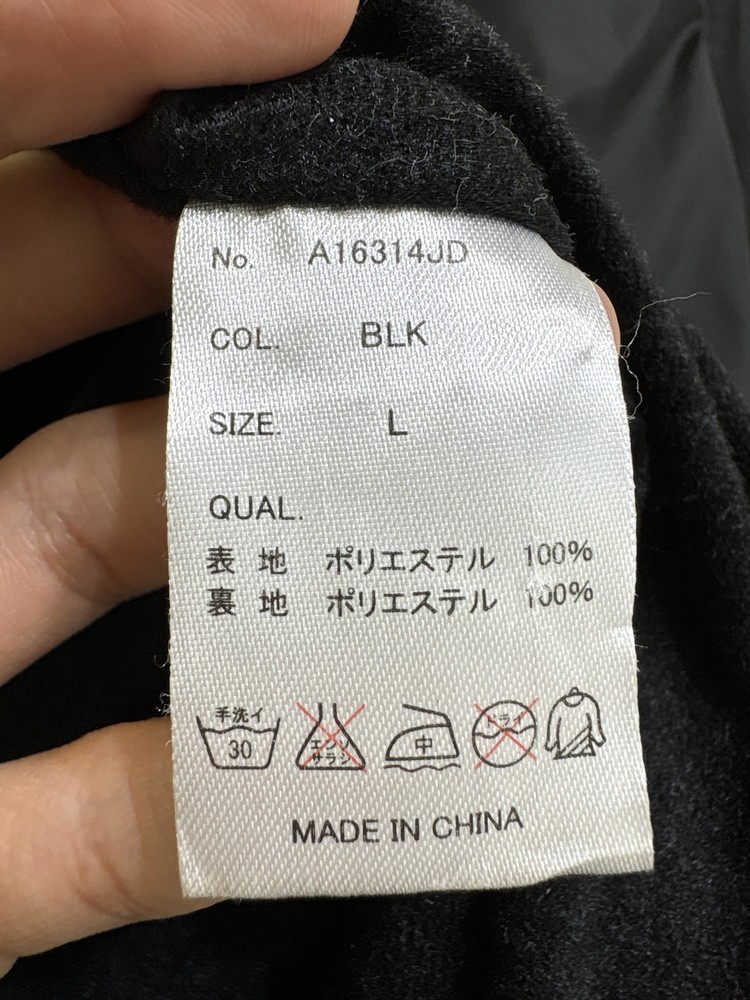 No. A16314JD
COL. BLK
SIZE. L
QUAL.
表地 ポリエステル 100%
裏地 ポリエステル 100%
手洗イ
30
エンソ
サラシ
中
ドライ
MADE IN CHINA